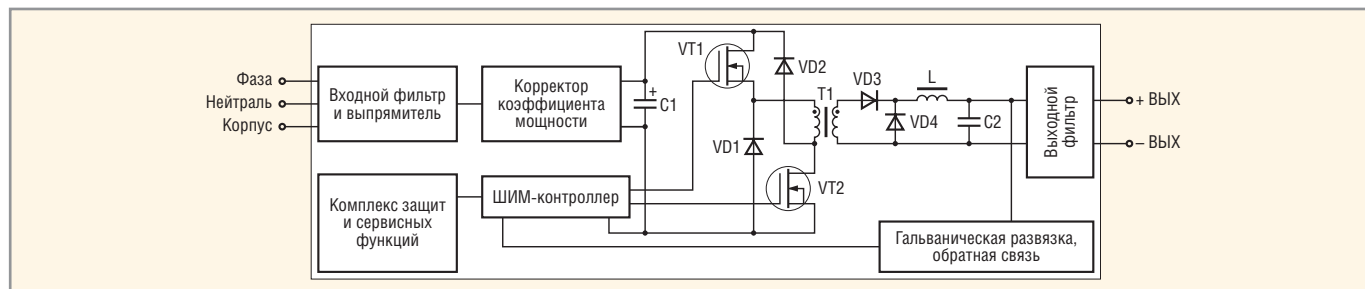 Фаза
Нейтраль
Корпус
Входной фильтр
и выпрямитель
Корректор
коэффициента
мощности
+
C1
VT1
VD2
VD1
VT2
T1
VD3
L
VD4
C2
Выходной
фильтр
+ ВЫХ
– ВЫХ
Комплекс защит
и сервисных
функций
ШИМ-контроллер
Гальваническая развязка,
обратная связь